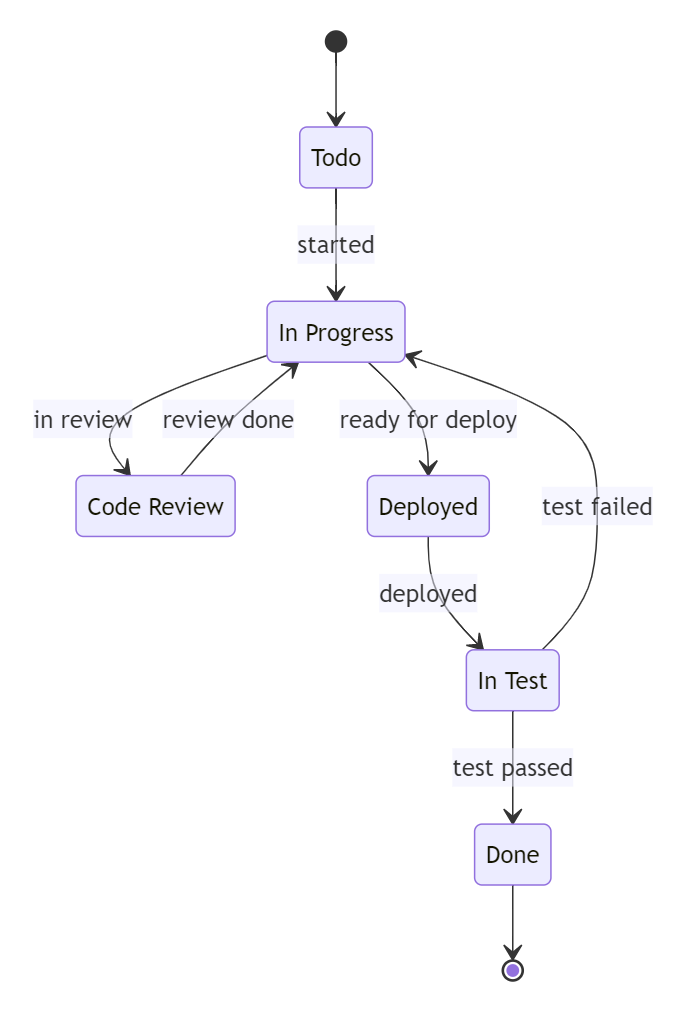 Todo
started
In Progress
in review
review done
ready for deploy
Code Review
Deployed
test failed
deployed
In Test
test passed
Done